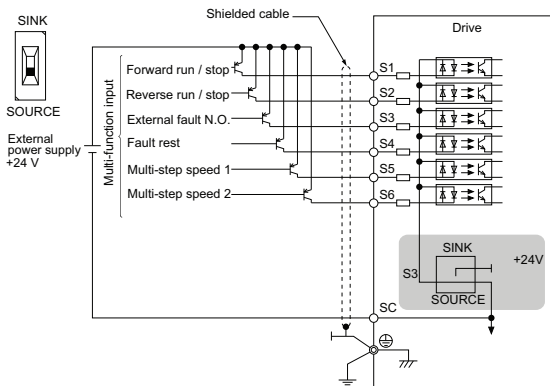 SINK
SOURCE
External
power supply
+24 V
Multi-function input
Shielded cable
Forward run / stop
Reverse run / stop
External fault N.O.
Fault rest
Multi-step speed 1
Multi-step speed 2
Drive
S1
S2
S3
S4
S5
S6
SINK
+24V
S3
SOURCE
SC